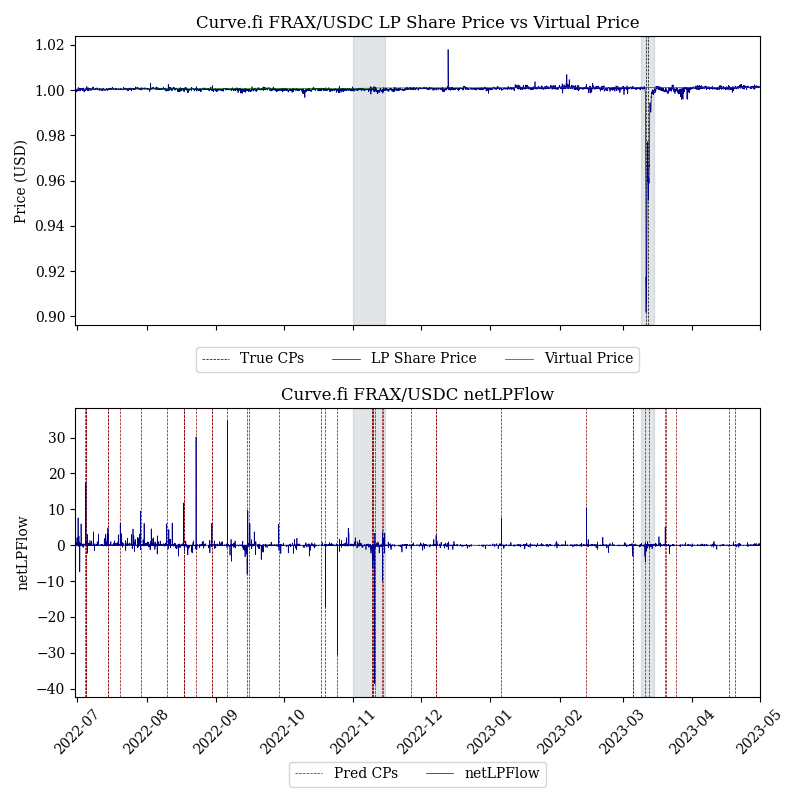 Curve.fi FRAX/USDC LP Share Price vs Virtual Price
1.02
1.00
0.98
0.96
0.94
0.92
0.90
Price (USD)
True CPs LP Share Price Virtual Price
Curve.fi FRAX/USDC netLPFlow
30
20
10
0
−10
−20
−30
−40
netLPFlow
2022-07 2022-08 2022-09 2022-10 2022-11 2022-12 2023-01 2023-02 2023-03 2023-04 2023-05
Pred CPs netLPFlow